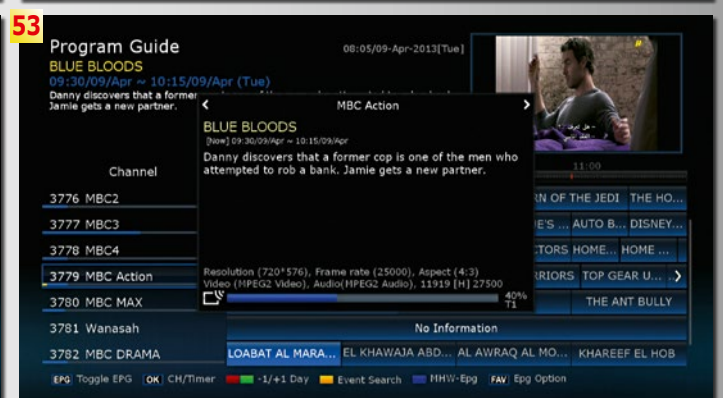 53
Program Guide
08:05/09-Apr-2013[Tue]
BLUE BLOODS
09:30/09/Apr ~ 10:15/09/Apr (Tue)
Danny discovers that a former
Jamie gets a new partner.
< MBC Action >
BLUE BLOODS
[Now] 09:30/09/Apr ~ 10:15/09/Apr
Danny discovers that a former cop is one of the men who
attempted to rob a bank. Jamie gets a new partner.
Resolution (720*576), Frame rate (25000), Aspect (4:3)
Video (MPEG2 Video), Audio(MPEG2 Audio), 11919 [H] 27500
40%
T1
Channel
11:00
3776 MBC2
RN OF THE JEDI THE HO...
3777 MBC3
E'S ... AUTO B... DISNEY...
3778 MBC4
TORS HOME... HOME ...
3779 MBC Action
RRIORS TOP GEAR U... >
3780 MBC MAX
THE ANT BULLY
3781 Wanasah
No Information
3782 MBC DRAMA
LOABAT AL MARA... EL KHAWAJA ABD... AL AWRAQ AL MO... KHAREEF EL HOB
EPG Toggle EPG OK CH/Timer -1/+1 Day Event Search MHW-Epg FAV Epg Option